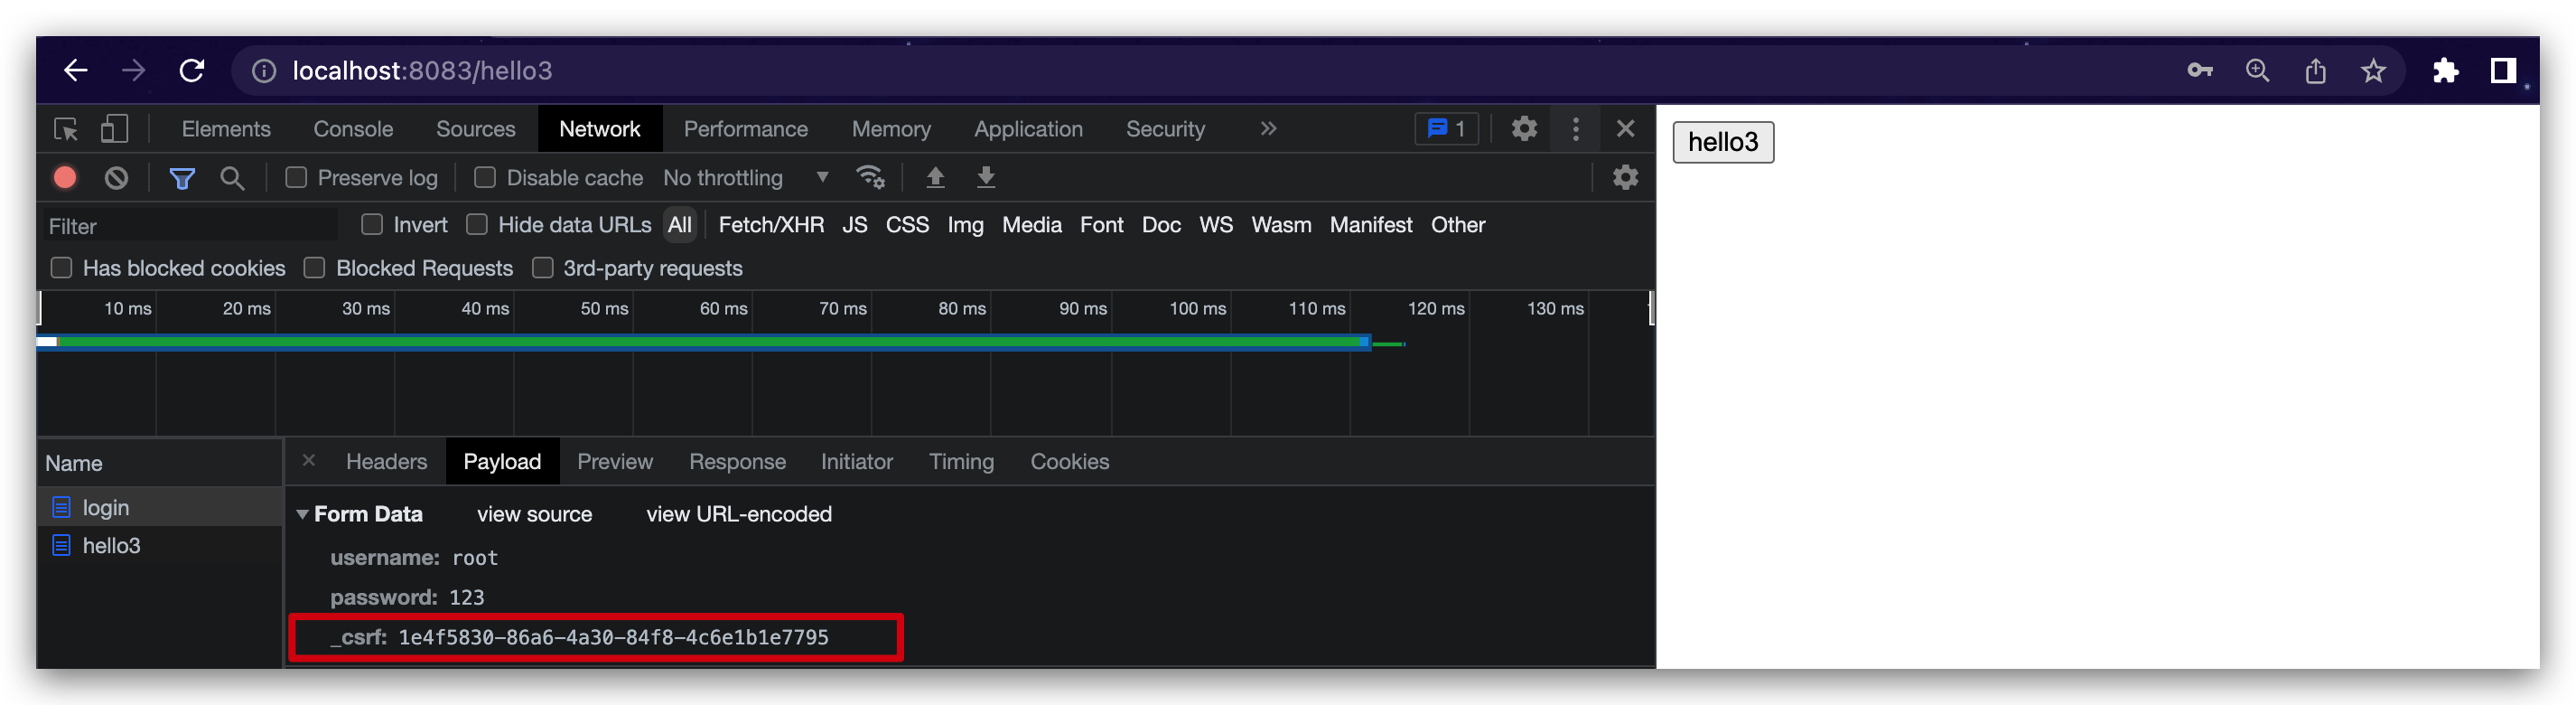 localhost:8083/hello3
Elements Console Sources Network Performance Memory Application Security » 1
hello3
Preserve log Disable cache No throttling
Filter Invert Hide data URLs All Fetch/XHR JS CSS Img Media Font Doc WS Wasm Manifest Other
Has blocked cookies Blocked Requests 3rd-party requests
10 ms 20 ms 30 ms 40 ms 50 ms 60 ms 70 ms 80 ms 90 ms 100 ms 110 ms 120 ms 130 ms
Name × Headers Payload Preview Response Initiator Timing Cookies
login
hello3
Form Data view source view URL-encoded
username: root
password: 123
_csrf: 1e4f5830-86a6-4a30-84f8-4c6e1b1e7795